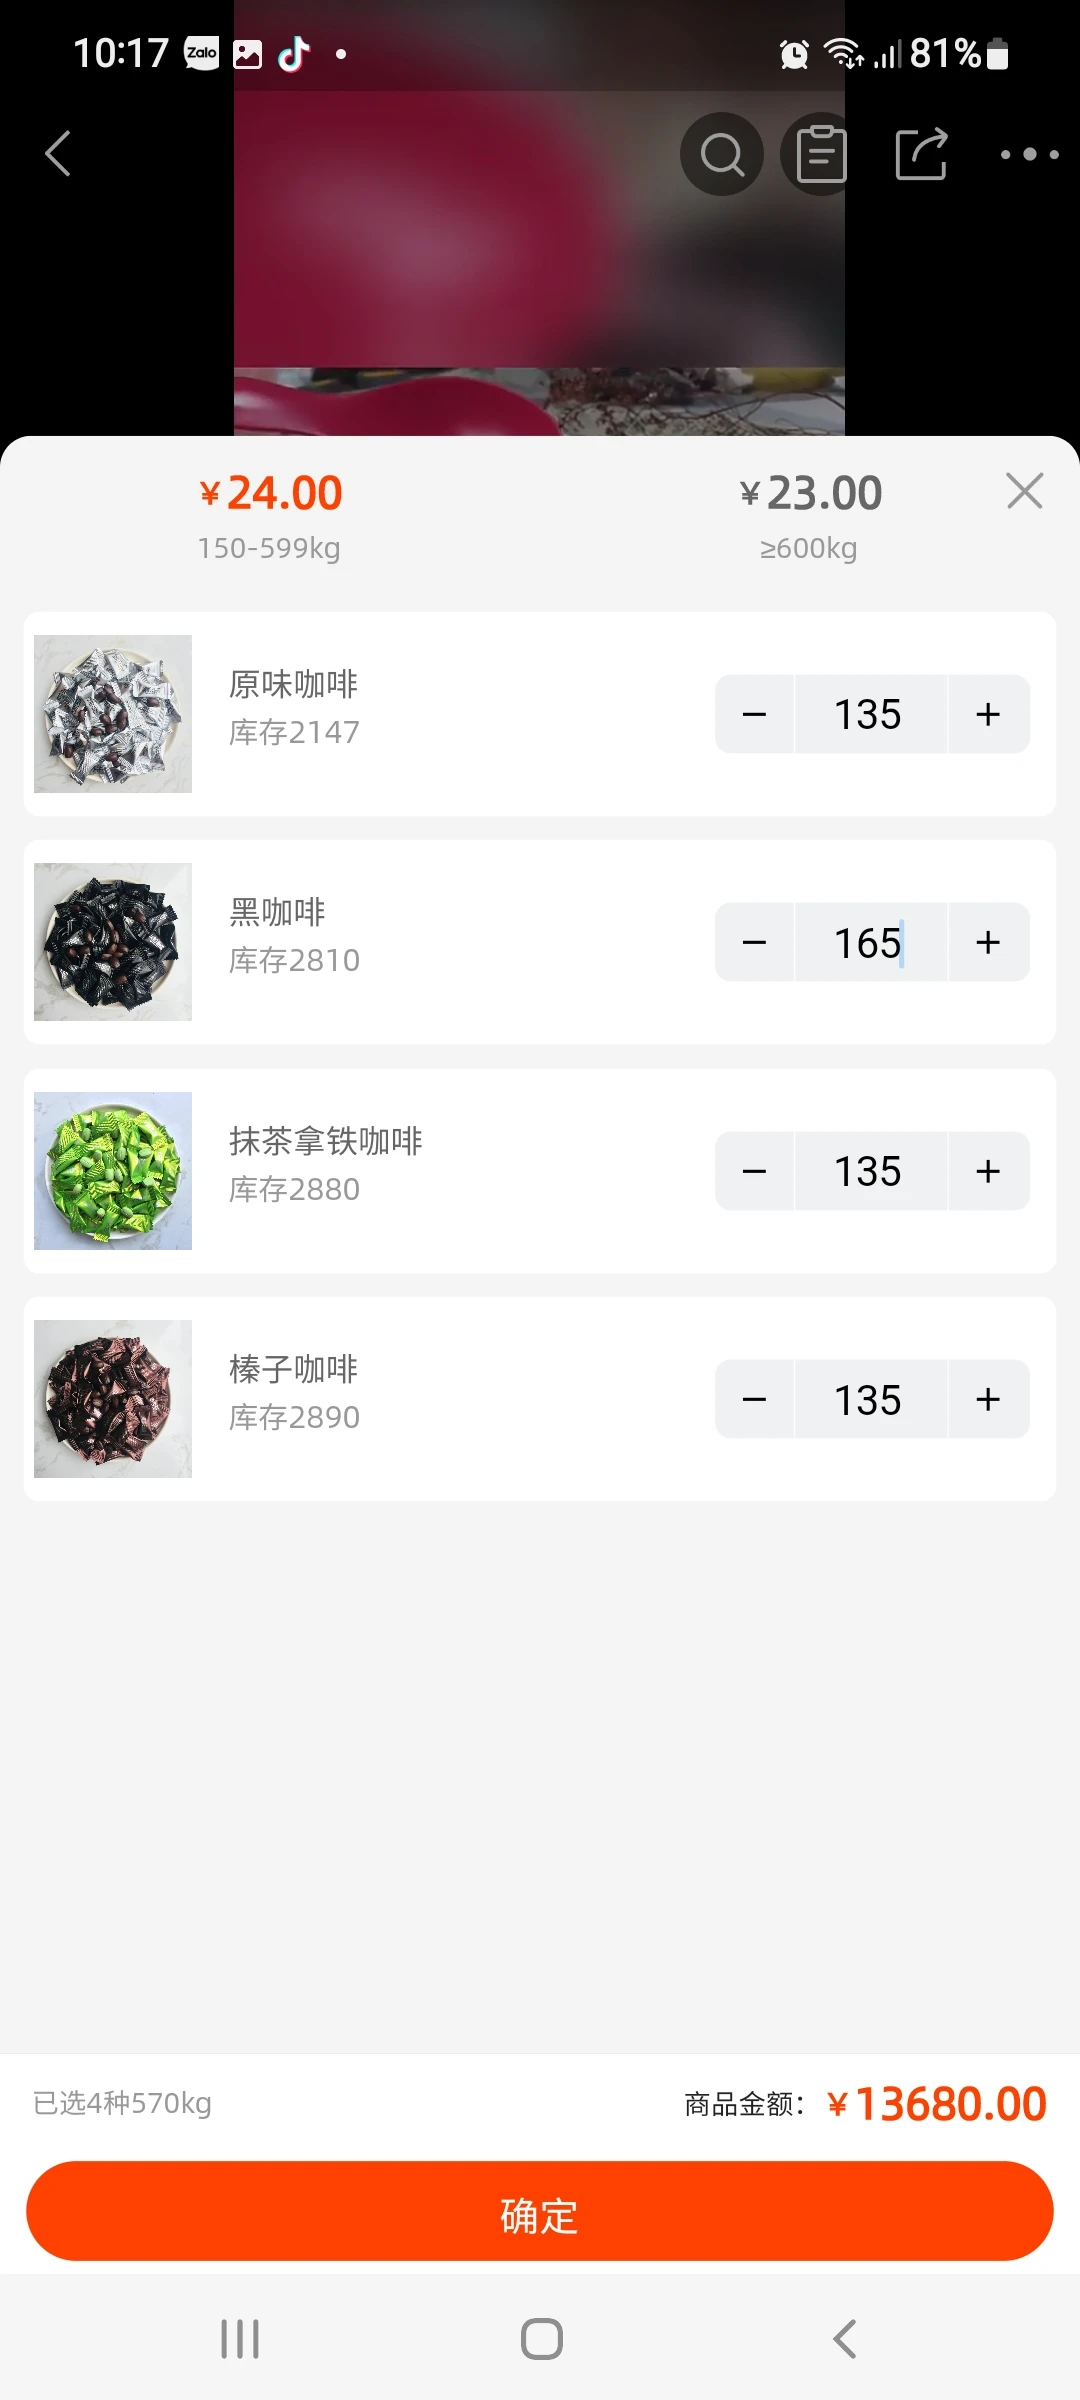 10:17 Zalo 81%
¥24.00 ¥23.00
150-599kg ≥600kg
原味咖啡
库存2147
− 135 +
黑咖啡
库存2810
− 165 +
抹茶拿铁咖啡
库存2880
− 135 +
榛子咖啡
库存2890
− 135 +
已选4种570kg 商品金额：¥13680.00
确定